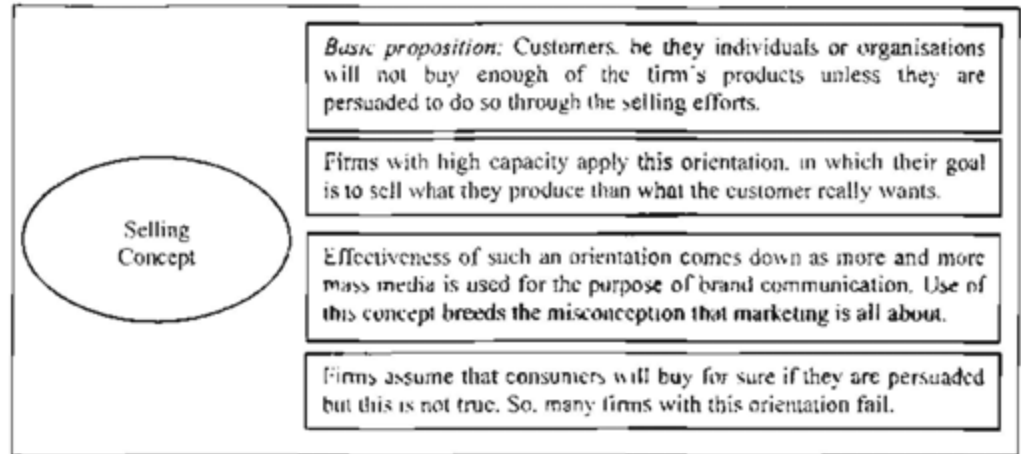 Basic proposition: Customers, be they individuals or organisations
will not buy enough of the firm's products unless they are
persuaded to do so through the selling efforts.
Firms with high capacity apply this orientation, in which their goal
is to sell what they produce than what the customer really wants.
Selling
Concept
Effectiveness of such an orientation comes down as more and more
mass media is used for the purpose of brand communication. Use of
this concept breeds the misconception that marketing is all about.
Firms assume that consumers will buy for sure if they are persuaded
but this is not true. So, many firms with this orientation fail.